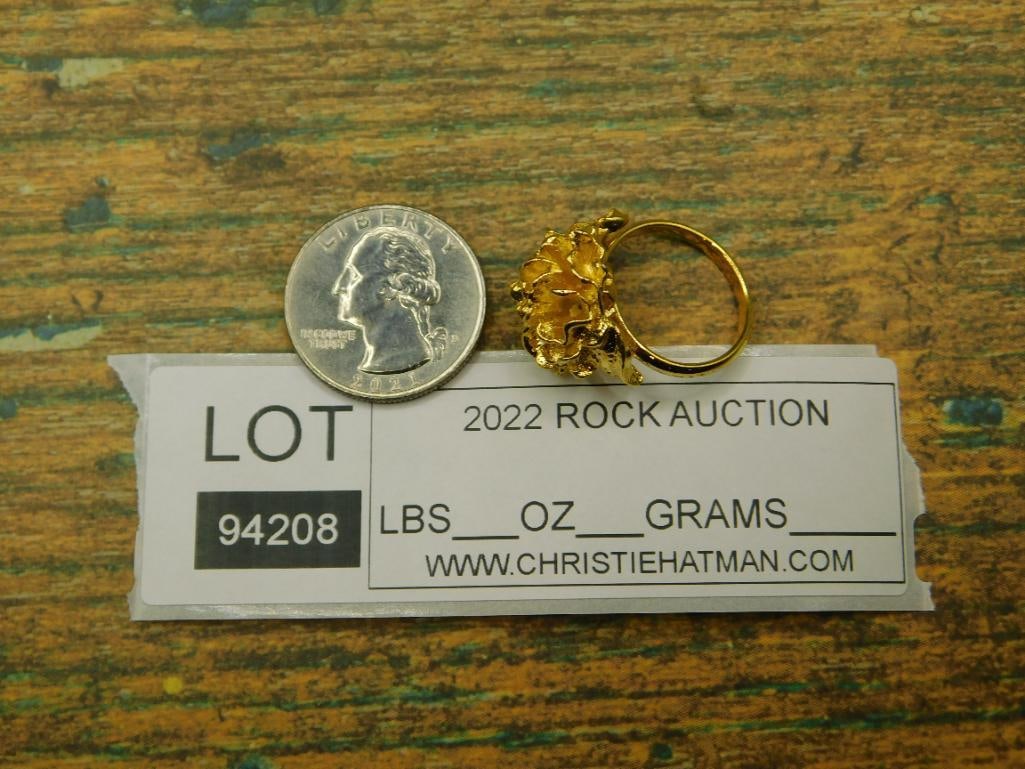 LIBERTY
IN GOD WE
TRUST
2021
LOT
94208
2022 ROCK AUCTION
LBS___OZ___GRAMS_____
WWW.CHRISTIEHATMAN.COM